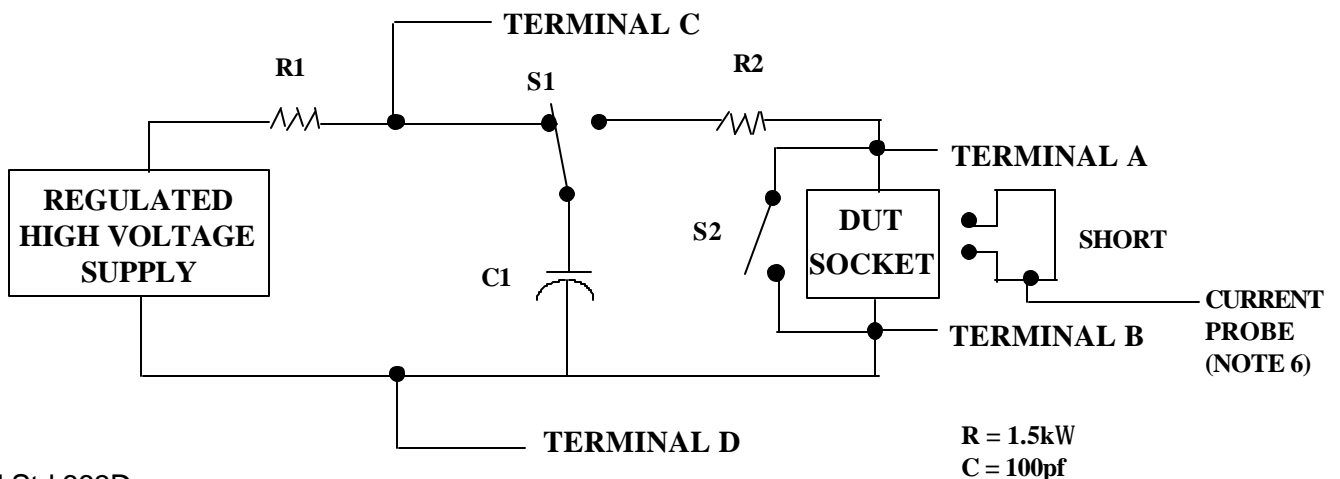 TERMINAL C
R1
S1
R2
TERMINAL A
REGULATED
HIGH VOLTAGE
SUPPLY
C1
S2
DUT
SOCKET
SHORT
CURRENT
PROBE
(NOTE 6)
TERMINAL B
TERMINAL D
R = 1.5kW
C = 100pf